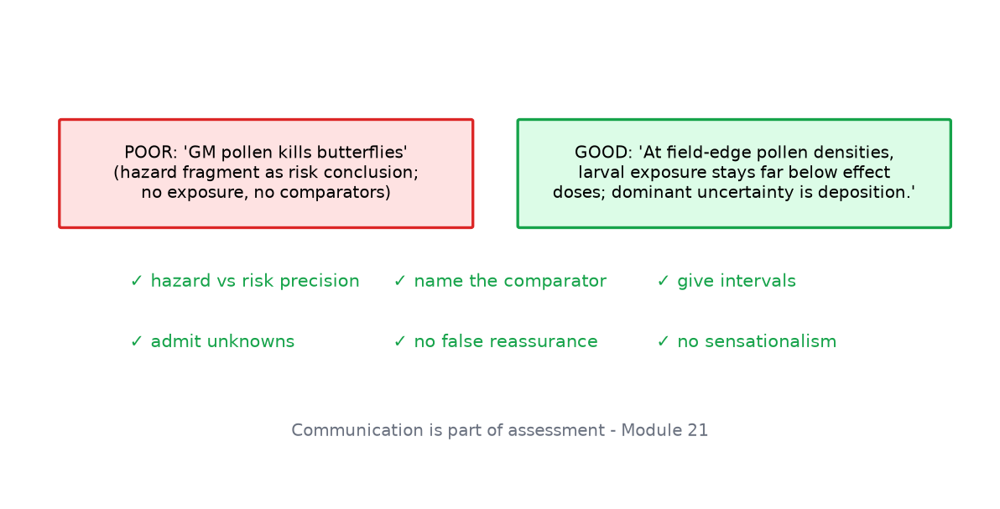 POOR: 'GM pollen kills butterflies'
(hazard fragment as risk conclusion;
no exposure, no comparators)
GOOD: 'At field-edge pollen densities,
larval exposure stays far below effect
doses; dominant uncertainty is deposition.'
✓ hazard vs risk precision
✓ name the comparator
✓ give intervals
✓ admit unknowns
✓ no false reassurance
✓ no sensationalism
Communication is part of assessment - Module 21